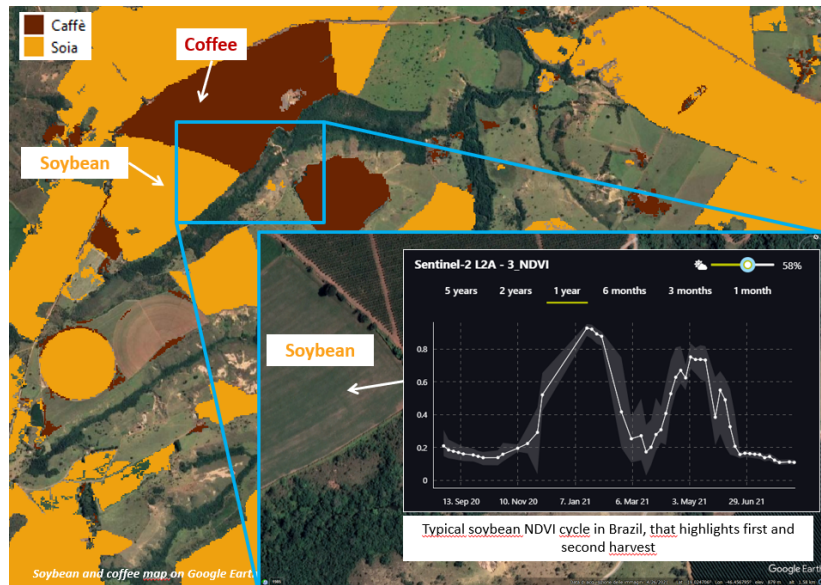 Caffè
Soia
Coffee
Soybean
Soybean
Sentinel-2 L2A - 3_NDVI
58%
5 years 2 years 1 year 6 months 3 months 1 month
0.8
0.6
0.4
0.2
0
13. Sep 20 10. Nov 20 7. Jan 21 6. Mar 21 3. May 21 29. Jun 21
Typical soybean NDVI cycle in Brazil, that highlights first and
second harvest
Soybean and coffee map on Google Earth
Google Earth